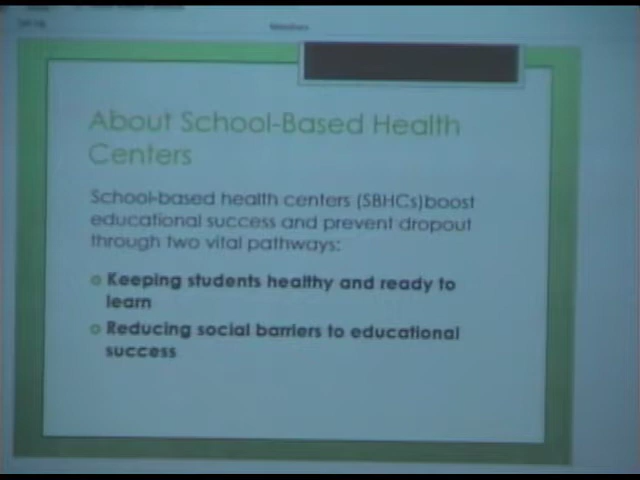 About School-Based Health
Centers
School-based health centers (SBHCs)boost
educational success and prevent dropout
through two vital pathways:
Keeping students healthy and ready to
learn
Reducing social barriers to educational
success